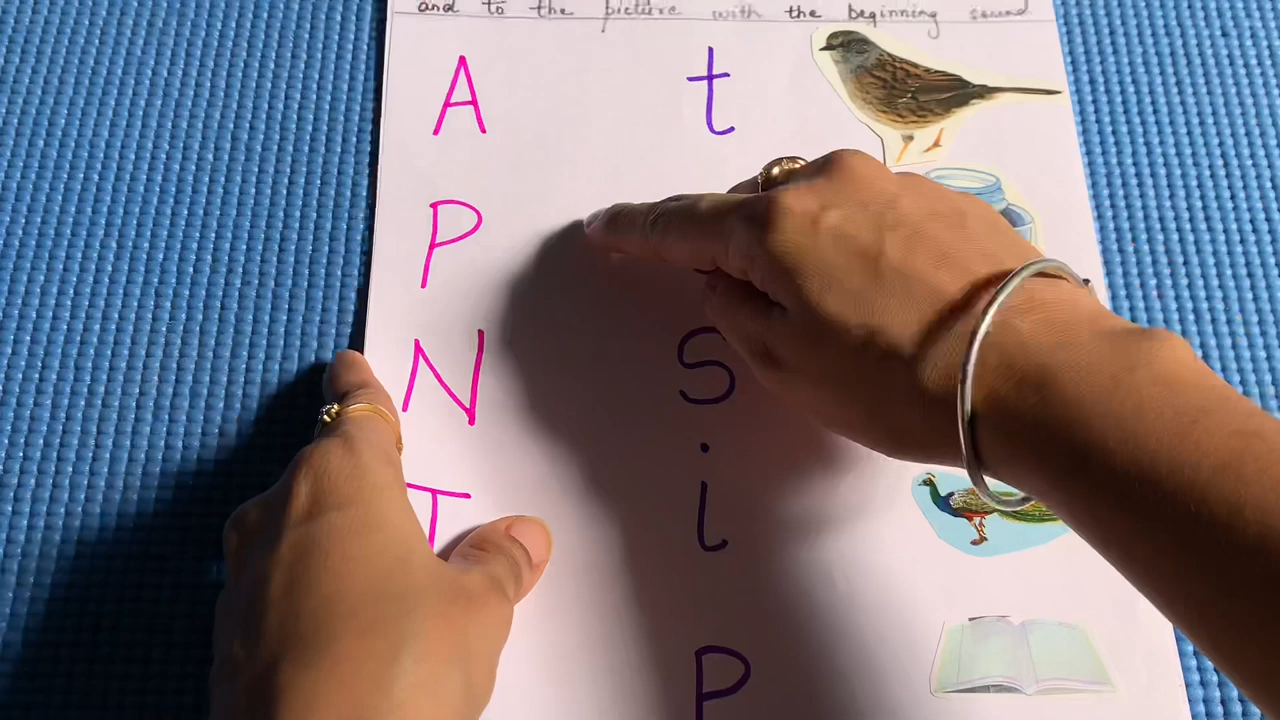 and to the picture with the beginning sound
A t
P
N s
i
T
p